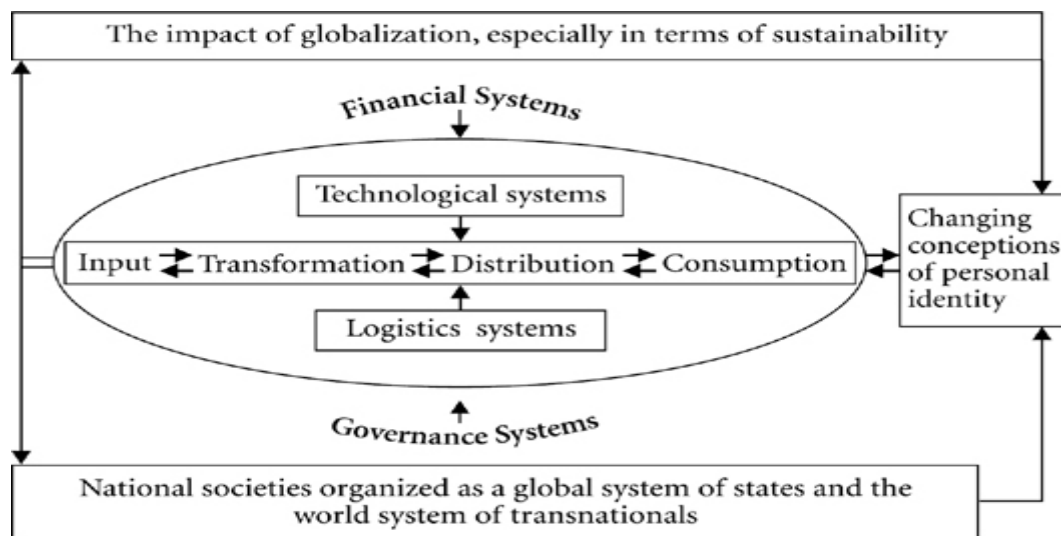 The impact of globalization, especially in terms of sustainability
Financial Systems
Technological systems
Input Transformation Distribution Consumption
Logistics systems
Governance Systems
Changing
conceptions
of personal
identity
National societies organized as a global system of states and the
world system of transnationals